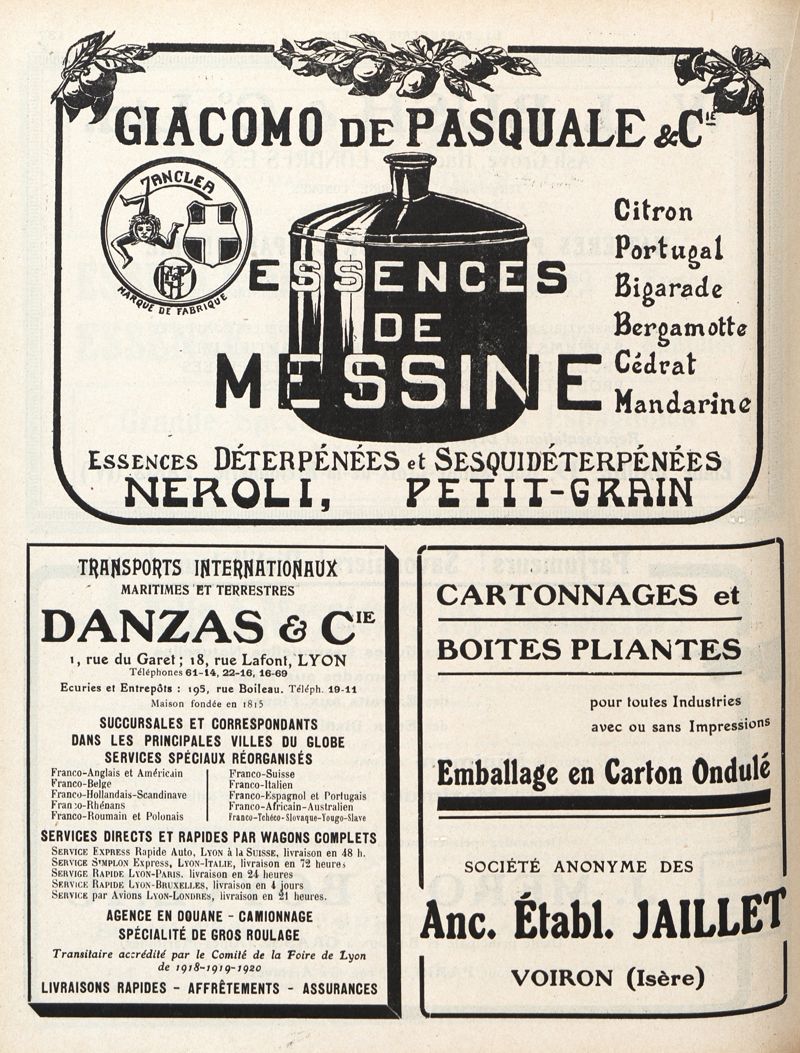 GIACOMO DE PASQUALE & Cie
ZANCLEA
MARQUE DE FABRIQUE
ESSENCES
DE
MESSINE
Citron
Portugal
Bigarade
Bergamotte
Cédrat
Mandarine
ESSENCES DÉTERPÉNÉES et SESQUIDÉTERPÉNÉES
NEROLI, PETIT-GRAIN
TRANSPORTS INTERNATIONAUX
MARITIMES ET TERRESTRES
DANZAS & CIE
1, rue du Garet; 18, rue Lafont, LYON
Téléphones 61-14, 22-16, 16-69
Ecuries et Entrepôts : 195, rue Boileau. Téléph. 19-11
Maison fondée en 1815
SUCCURSALES ET CORRESPONDANTS
DANS LES PRINCIPALES VILLES DU GLOBE
SERVICES SPÉCIAUX RÉORGANISÉS
Franco-Anglais et Américain
Franco-Belge
Franco-Hollandais-Scandinave
Franco-Rhénans
Franco-Roumain et Polonais
Franco-Suisse
Franco-Italien
Franco-Espagnol et Portugais
Franco-Africain-Australien
Franco-Tchéco-Slovaque-Yougo-Slave
SERVICES DIRECTS ET RAPIDES PAR WAGONS COMPLETS
SERVICE EXPRESS Rapide Auto, LYON à la SUISSE, livraison en 48 h.
SERVICE SIMPLON Express, LYON-ITALIE, livraison en 72 heures
SERVIGE RAPIDE LYON-PARIS, livraison en 24 heures
SERVICE RAPIDE LYON-BRUXELLES, livraison en 4 jours
SERVICE par Avions LYON-LONDRES, livraison en 21 heures.
AGENCE EN DOUANE - CAMIONNAGE
SPÉCIALITÉ DE GROS ROULAGE
Transitaire accrédité par le Comité de la Foire de Lyon
de 1918-1919-1920
LIVRAISONS RAPIDES - AFFRÊTEMENTS - ASSURANCES
CARTONNAGES et
BOITES PLIANTES
pour toutes Industries
avec ou sans Impressions
Emballage en Carton Ondulé
SOCIÉTÉ ANONYME DES
Anc. Établ. JAILLET
VOIRON (Isère)